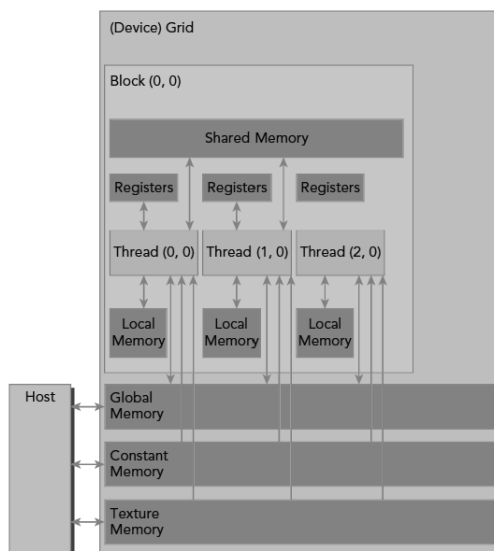 (Device) Grid
Block (0, 0)
Shared Memory
Registers Registers Registers
Thread (0, 0) Thread (1, 0) Thread (2, 0)
Local Local Local
Memory Memory Memory
Host
Global
Memory
Constant
Memory
Texture
Memory